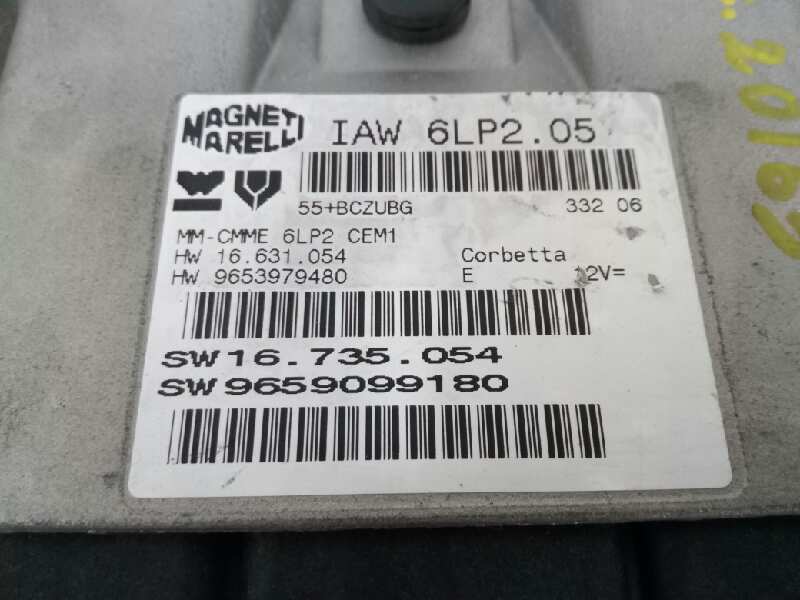 MAGNETI MARELLI
IAW 6LP2.05
55+BCZUBG 332 06
MM-CMME 6LP2 CEM1
HW 16.631.054 Corbetta
HW 9653979480 E 12V=
SW16.735.054
SW9659099180